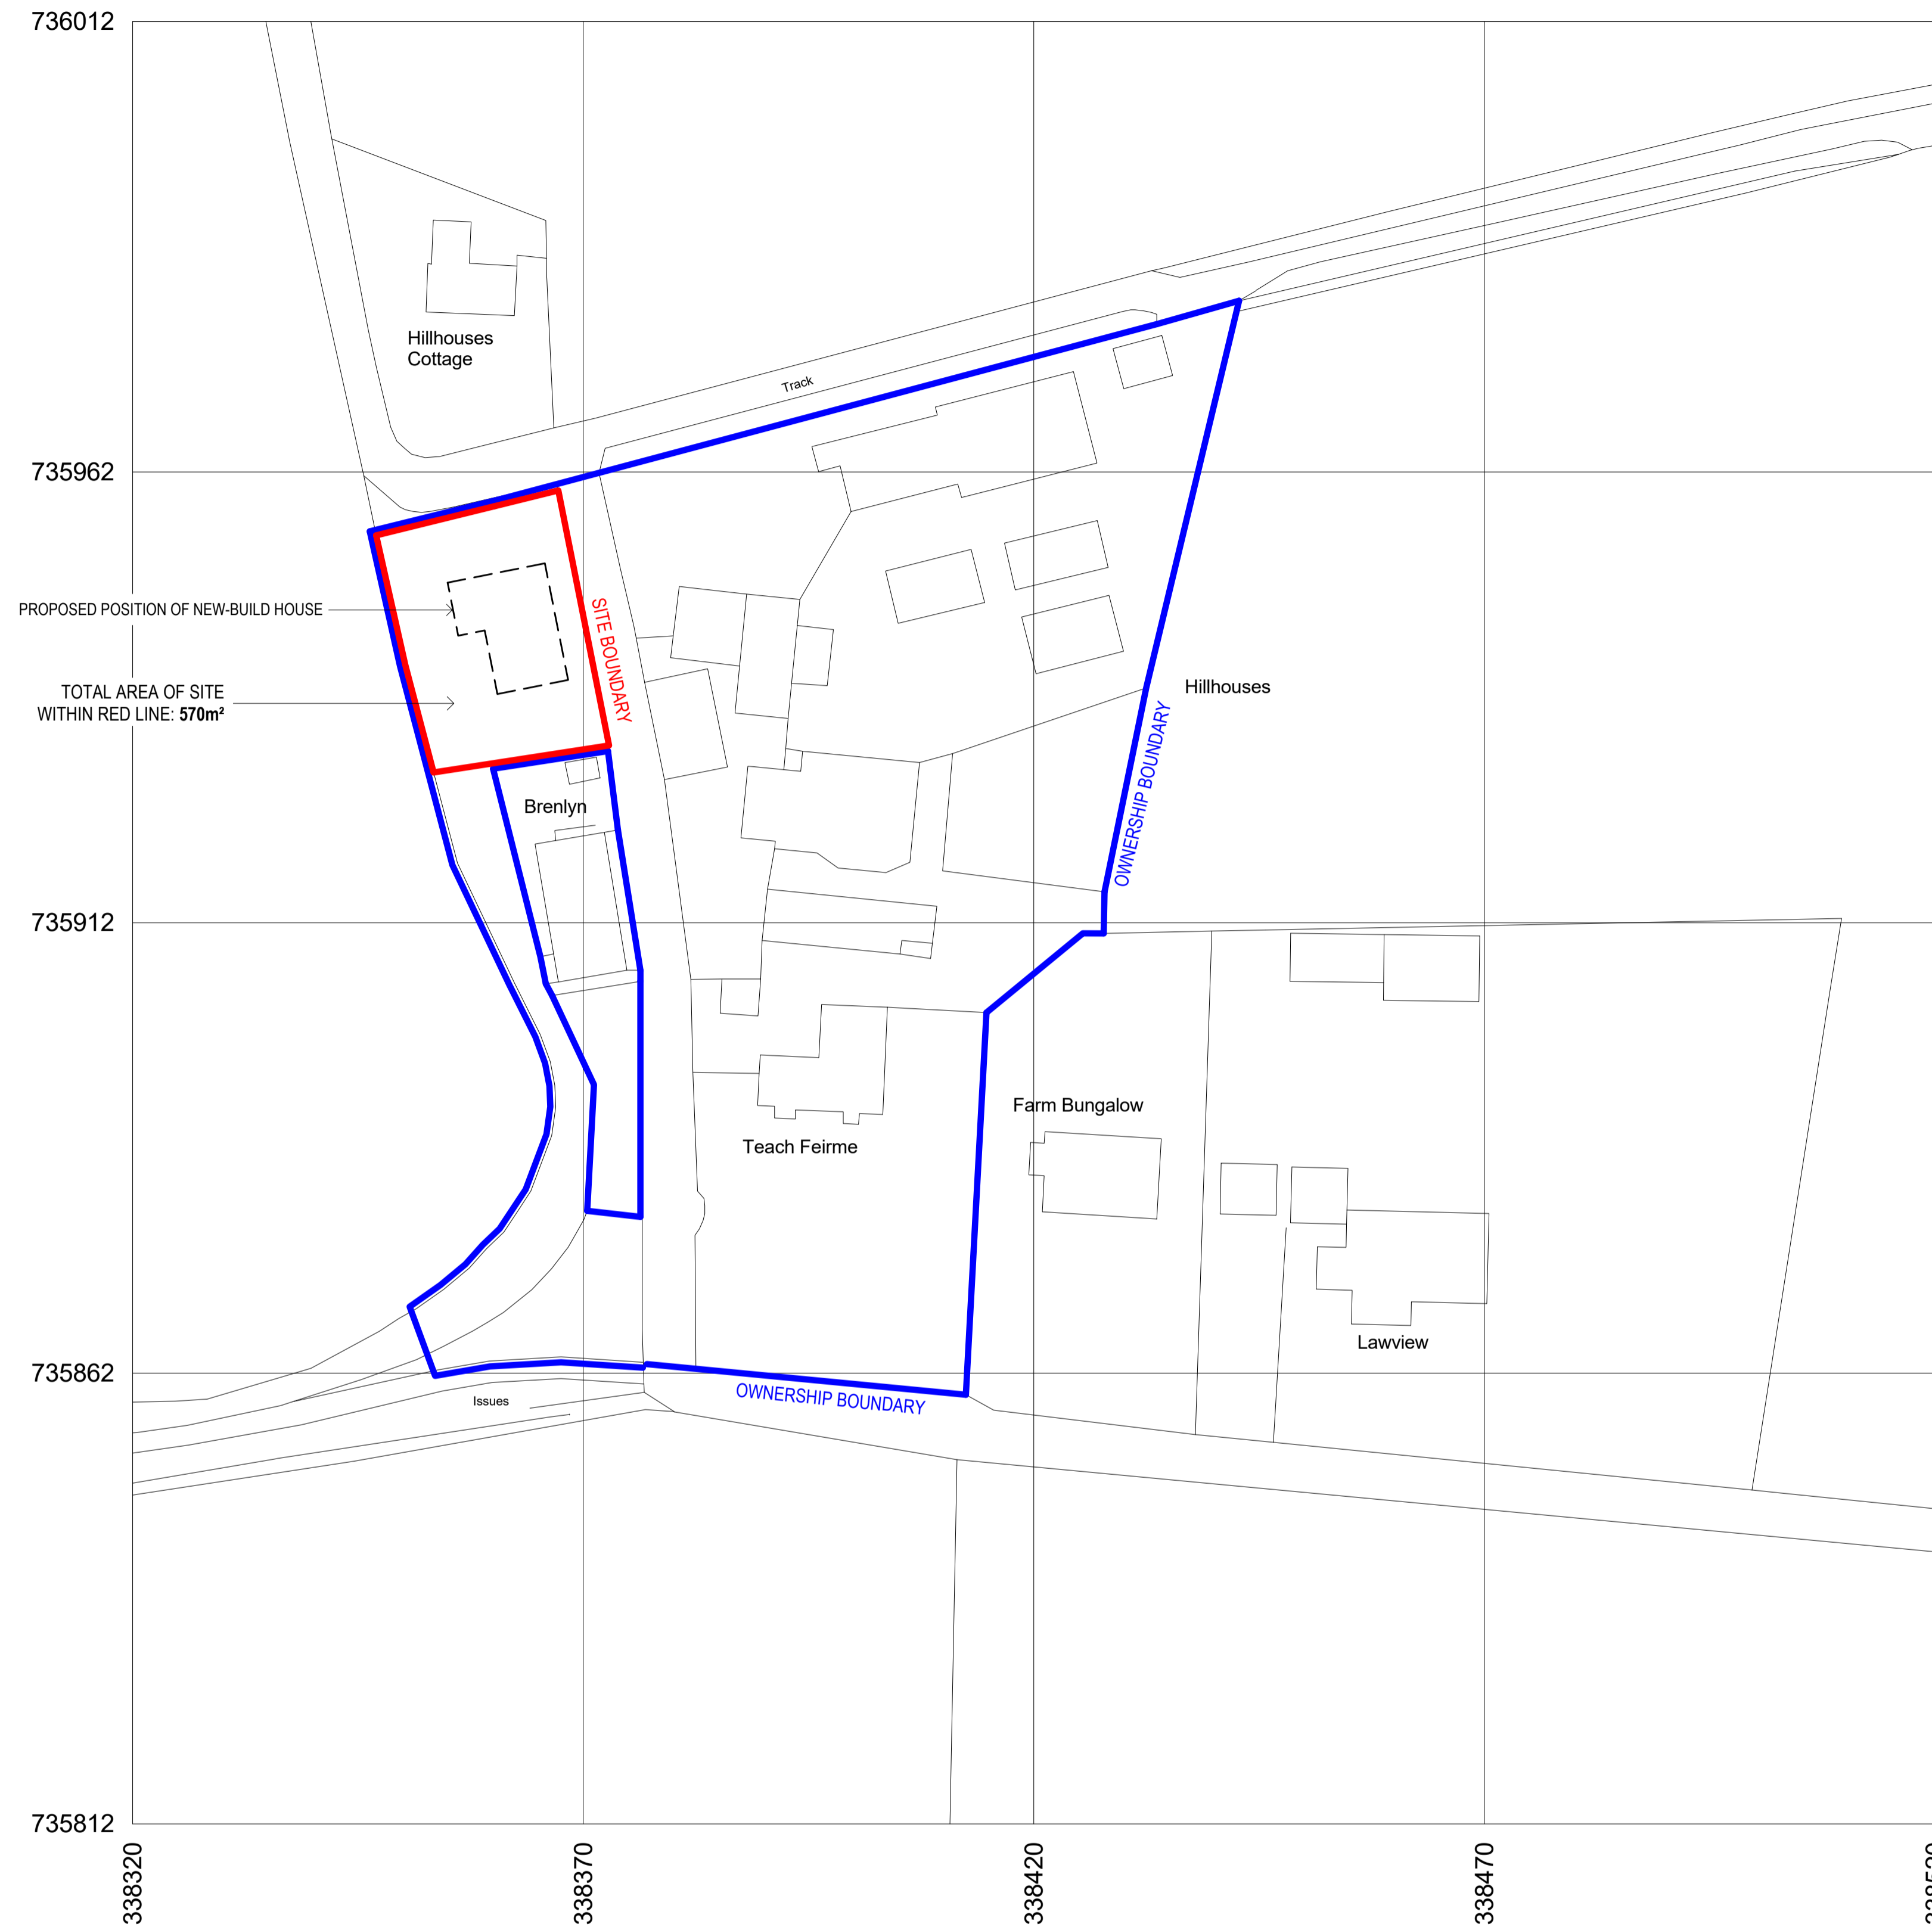 736012
Hillhouses
Cottage
Track
735962
PROPOSED POSITION OF NEW-BUILD HOUSE
SITE BOUNDARY
TOTAL AREA OF SITE
WITHIN RED LINE: 570m²
Hillhouses
OWNERSHIP BOUNDARY
Brenlyn
735912
Farm Bungalow
Teach Feirme
Lawview
735862
OWNERSHIP BOUNDARY
Issues
735812
338320
338370
338420
338470